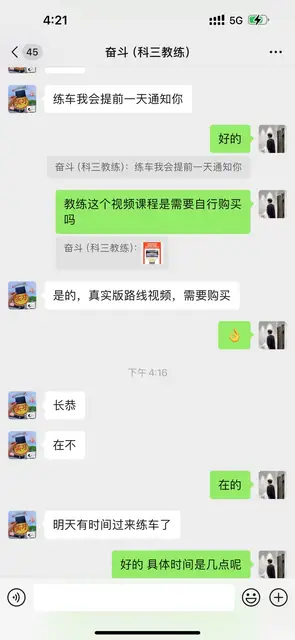 4:21
5G
45
奋斗（科三教练）
练车我会提前一天通知你
好的
奋斗（科三教练）：练车我会提前一天通知你
教练这个视频课程是需要自行购买
吗
奋斗（科三教练）：
是的，真实版路线视频，需要购买
下午 4:16
长恭
在不
在的
明天有时间过来练车了
好的 具体时间是几点呢